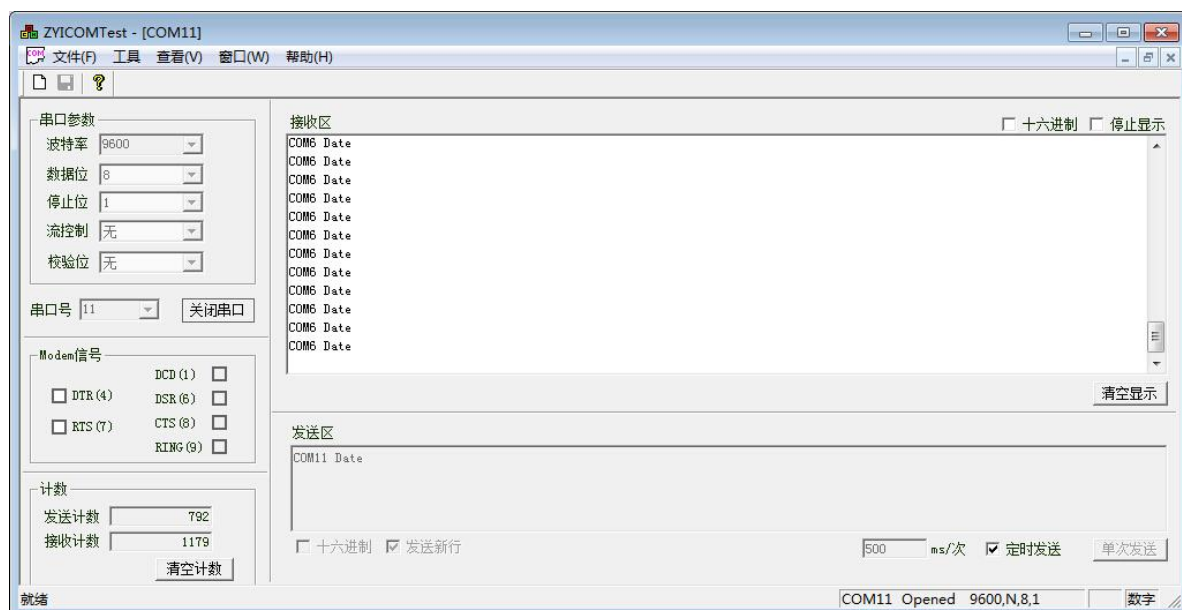 ZYICOMTest - [COM11]
文件(F) 工具 查看(V) 窗口(W) 帮助(H)
串口参数
波特率 9600
数据位 8
停止位 1
流控制 无
校验位 无
串口号 11 关闭串口
Modem信号
DCD(1)
DTR(4) DSR(6)
RTS(7) CTS(8)
RING(9)
计数
发送计数 792
接收计数 1179
清空计数
接收区 十六进制 停止显示
COM6 Date
COM6 Date
COM6 Date
COM6 Date
COM6 Date
COM6 Date
COM6 Date
COM6 Date
COM6 Date
COM6 Date
COM6 Date
COM6 Date
清空显示
发送区
COM11 Date
十六进制 发送新行 500 ms/次 定时发送 单次发送
就绪 COM11 Opened 9600,N,8,1 数字